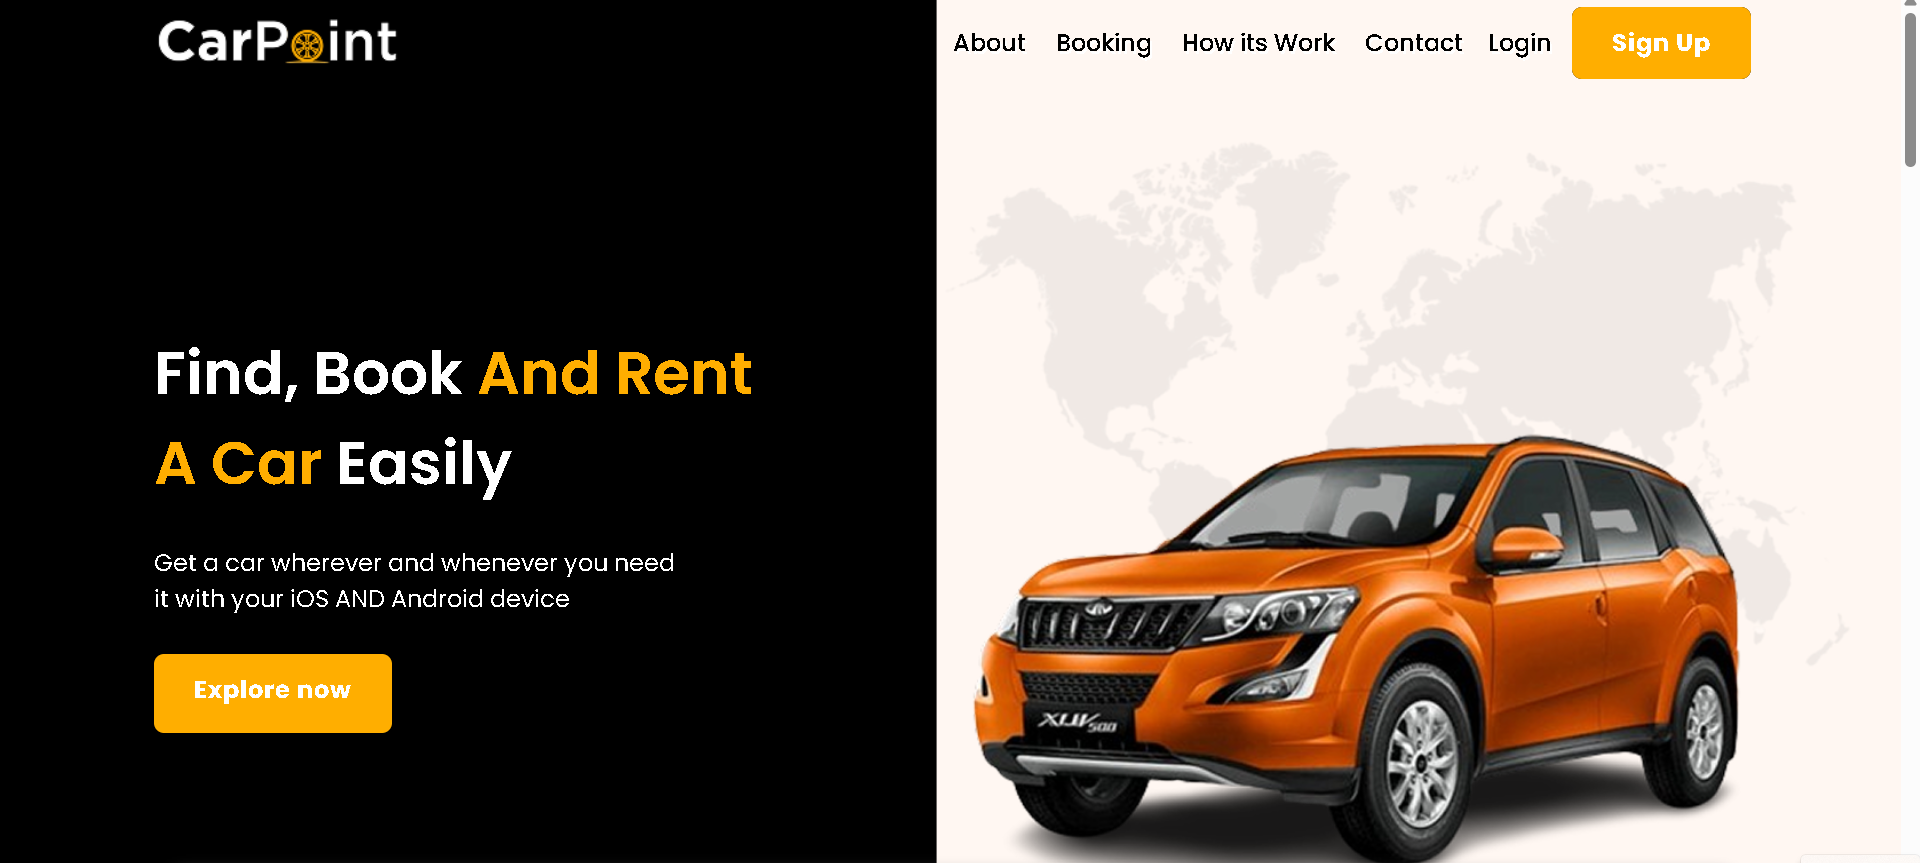 CarPoint
About Booking How its Work Contact Login Sign Up
Find, Book And Rent
A Car Easily
Get a car wherever and whenever you need
it with your iOS AND Android device
Explore now
XUV500